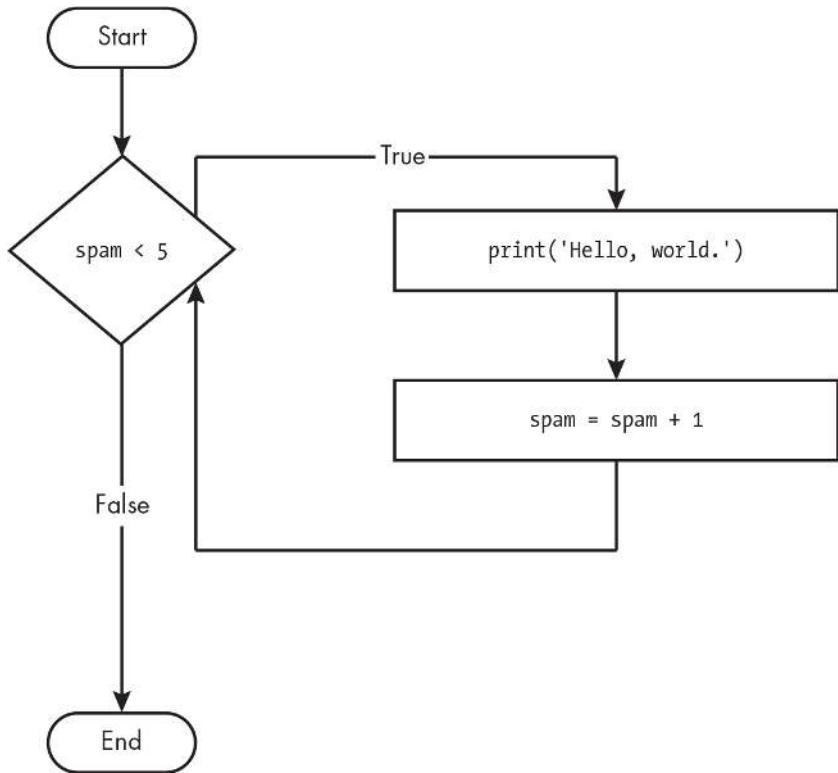 Start
True
spam < 5
print('Hello, world.')
spam = spam + 1
False
End